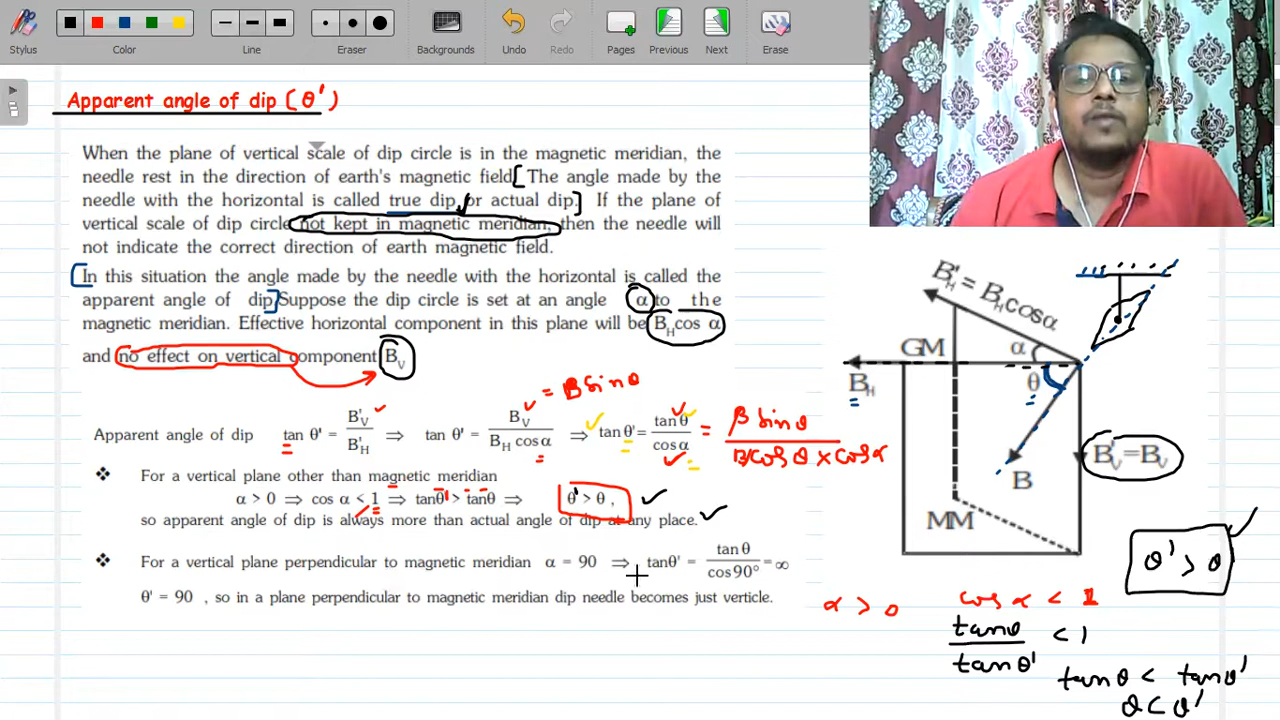 Stylus
Color
Line
Eraser
Backgrounds
Undo
Redo
Pages
Previous
Next
Erase
Apparent angle of dip (θ')
When the plane of vertical scale of dip circle is in the magnetic meridian, the
needle rest in the direction of earth's magnetic field[The angle made by the
needle with the horizontal is called true dip or actual dip.] If the plane of
vertical scale of dip circle not kept in magnetic meridian, then the needle will
not indicate the correct direction of earth magnetic field.
[In this situation the angle made by the needle with the horizontal is called the
apparent angle of dip]Suppose the dip circle is set at an angle α to the
magnetic meridian. Effective horizontal component in this plane will be B_H cos α
and no effect on vertical component B_V
= B sin θ
Apparent angle of dip tan θ' = B'_V / B'_H ⇒ tan θ' = B_V / B_H cos α ⇒ tan θ' = tan θ / cos α = B sin θ / B cos θ × cos α
❖ For a vertical plane other than magnetic meridian
α > 0 ⇒ cos α < 1 ⇒ tan θ' > tan θ ⇒ θ' > θ ,
so apparent angle of dip is always more than actual angle of dip at any place.
❖ For a vertical plane perpendicular to magnetic meridian α = 90 ⇒ tanθ' = tan θ / cos 90° = ∞
θ' = 90 , so in a plane perpendicular to magnetic meridian dip needle becomes just verticle.
B'_H = B_H cos α
GM
α
B_H
θ
B'_V = B_V
B
MM
θ' > θ
α > 0
cos α < 1
tanθ / tanθ' < 1
tan θ < tan θ'
θ < θ'